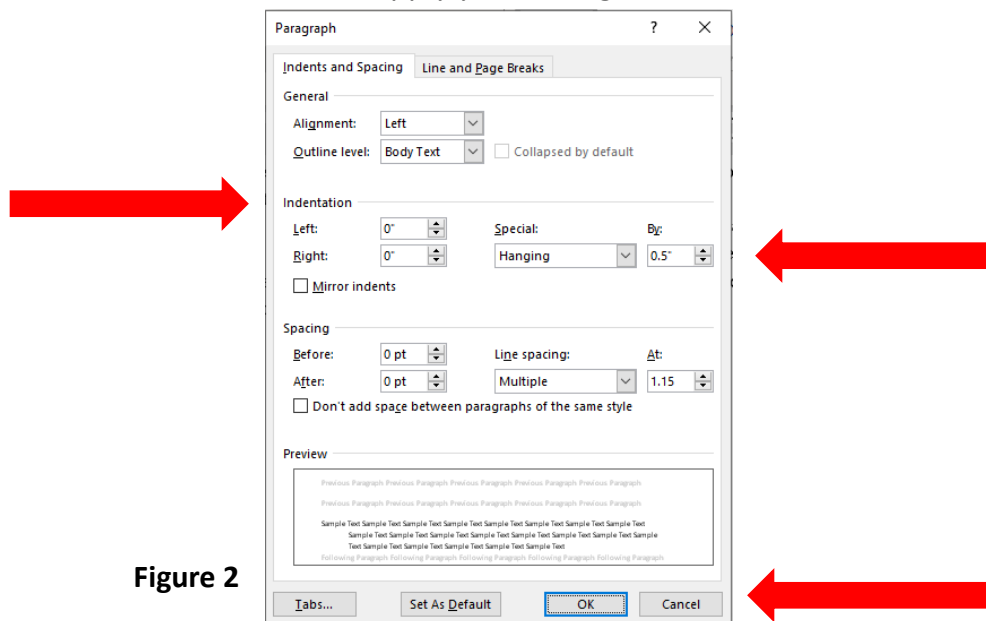 Paragraph ? ×
Indents and Spacing Line and Page Breaks
General
Alignment: Left
Outline level: Body Text Collapsed by default
Indentation
Left: 0" Special: By:
Right: 0" Hanging 0.5"
Mirror indents
Spacing
Before: 0 pt Line spacing: At:
After: 0 pt Multiple 1.15
Don't add space between paragraphs of the same style
Preview
Previous Paragraph Previous Paragraph Previous Paragraph Previous Paragraph Previous Paragraph
Previous Paragraph Previous Paragraph Previous Paragraph Previous Paragraph Previous Paragraph
Sample Text Sample Text Sample Text Sample Text Sample Text Sample Text Sample Text Sample Text
Sample Text Sample Text Sample Text Sample Text Sample Text Sample Text Sample Text Sample
Text Sample Text Sample Text Sample Text Sample Text Sample Text
Following Paragraph Following Paragraph Following Paragraph Following Paragraph Following Paragraph
Figure 2
Tabs... Set As Default OK Cancel